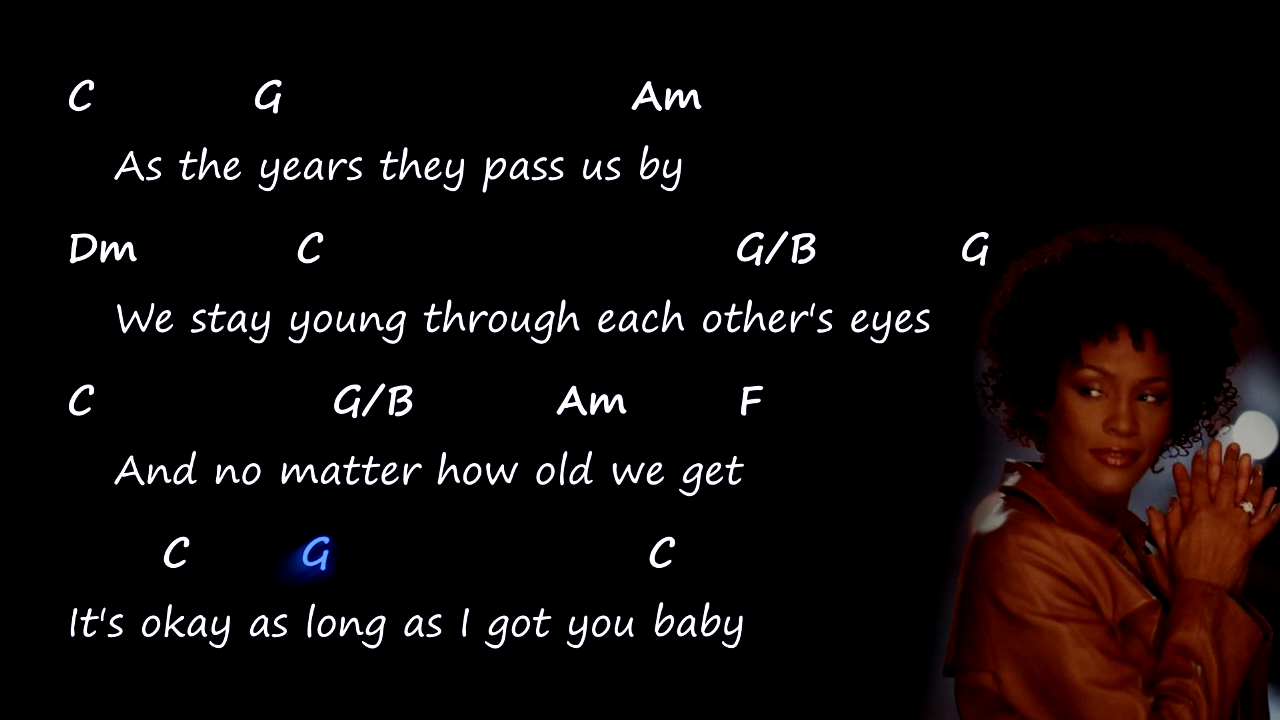 C G Am
As the years they pass us by
Dm C G/B G
We stay young through each other's eyes
C G/B Am F
And no matter how old we get
C G C
It's okay as long as I got you baby